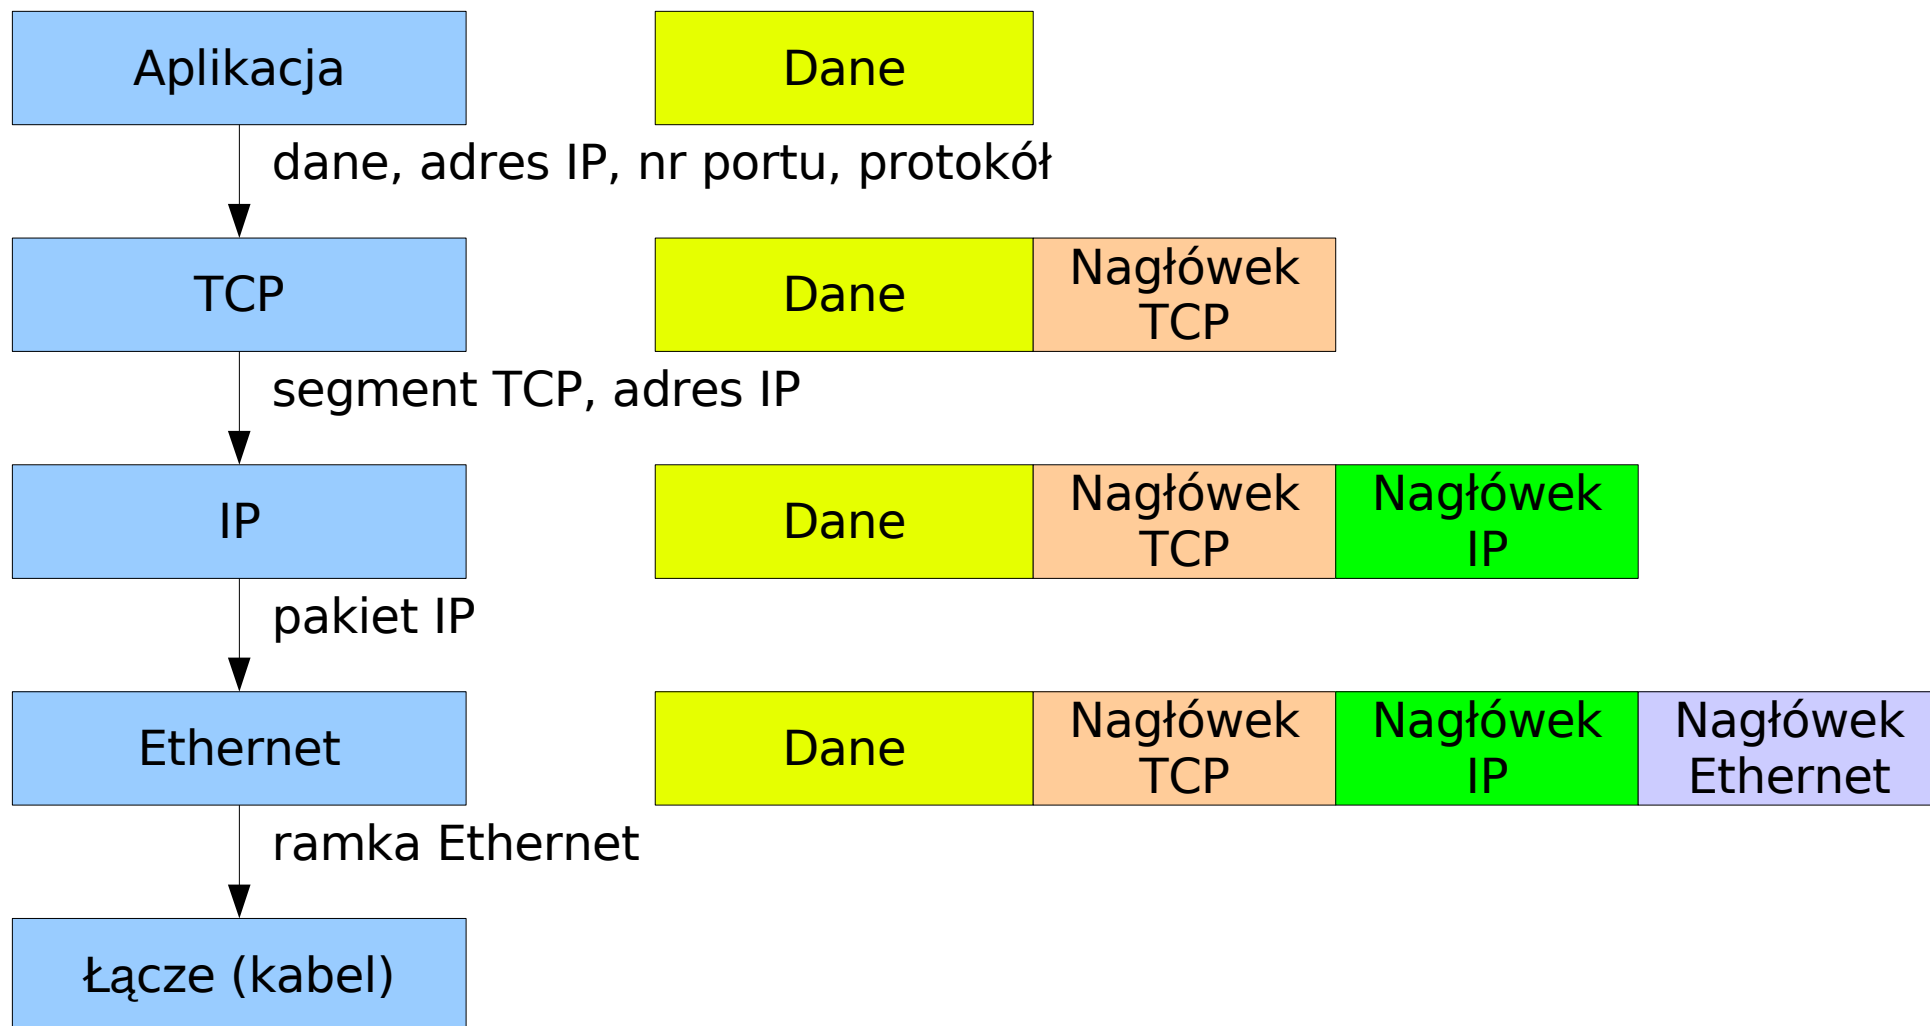 Aplikacja
Dane
dane, adres IP, nr portu, protokół
TCP
Dane
Nagłówek
TCP
segment TCP, adres IP
IP
Dane
Nagłówek
TCP
Nagłówek
IP
pakiet IP
Ethernet
Dane
Nagłówek
TCP
Nagłówek
IP
Nagłówek
Ethernet
ramka Ethernet
Łącze (kabel)